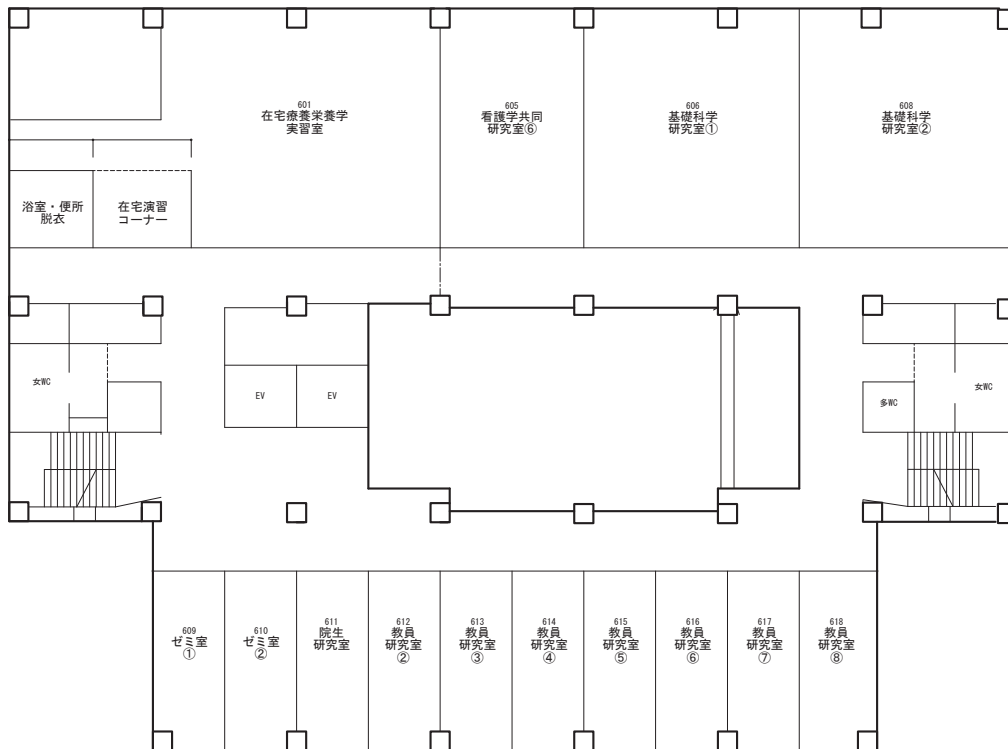 601
在宅療養栄養学
実習室
605
看護学共同
研究室⑥
606
基礎科学
研究室①
608
基礎科学
研究室②
浴室・便所
脱衣
在宅演習
コーナー
女WC
EV
EV
多WC
女WC
609
ゼミ室
①
610
ゼミ室
②
611
院生
研究室
612
教員
研究室
②
613
教員
研究室
③
614
教員
研究室
④
615
教員
研究室
⑤
616
教員
研究室
⑥
617
教員
研究室
⑦
618
教員
研究室
⑧